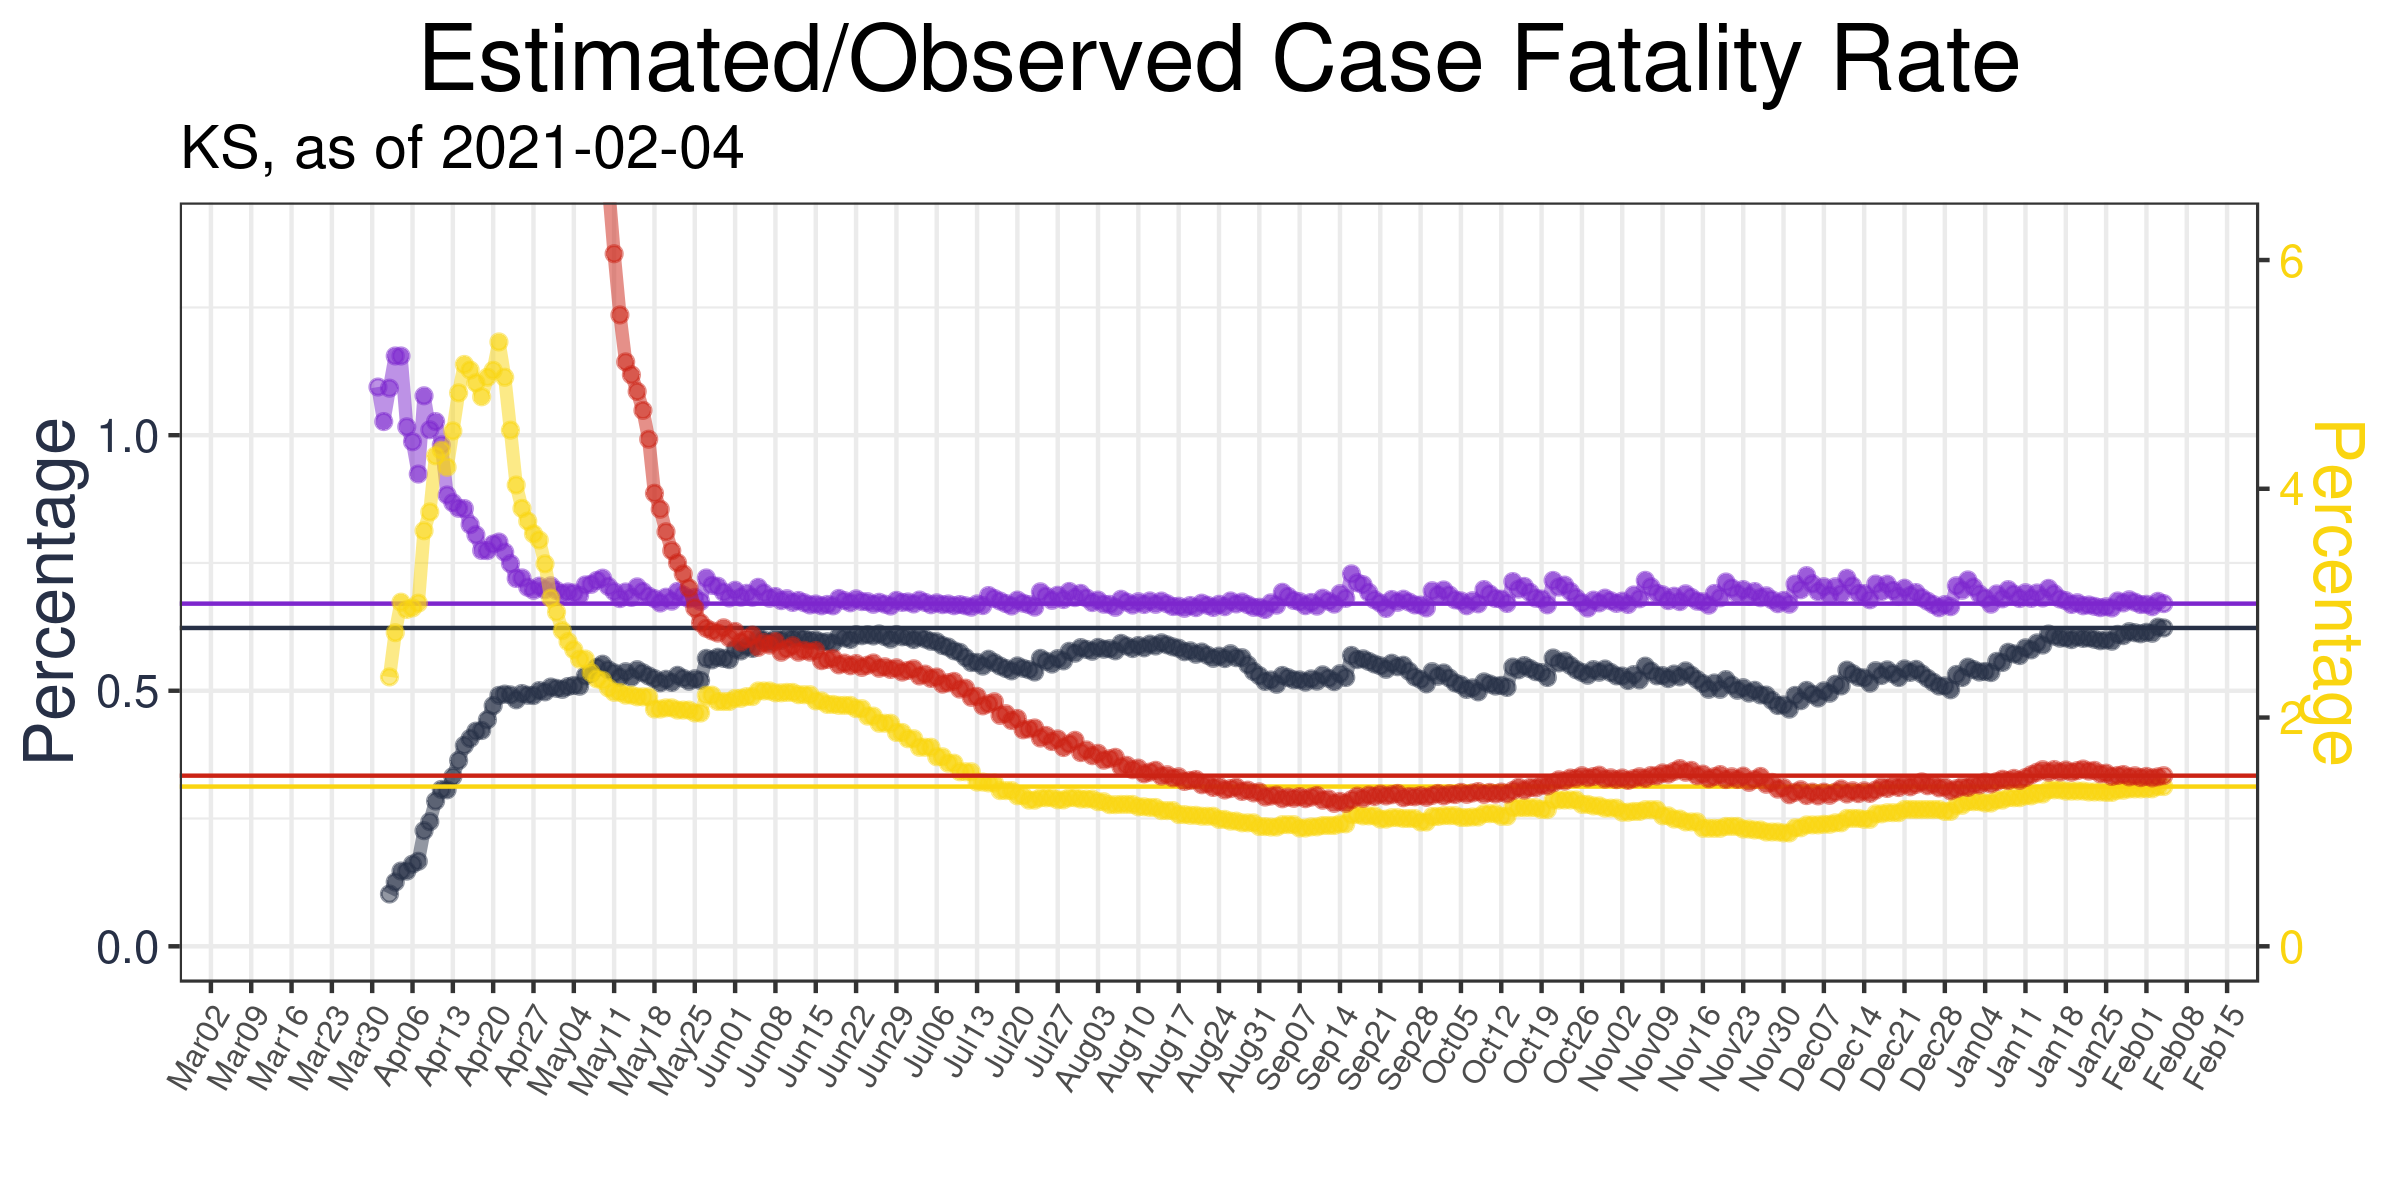 Estimated/Observed Case Fatality Rate
KS, as of 2021-02-04
Percentage
1.0
0.5
0.0
6
4
2
0
Percentage
Mar02 Mar09 Mar16 Mar23 Mar30 Apr06 Apr13 Apr20 Apr27 May04 May11 May18 May25 Jun01 Jun08 Jun15 Jun22 Jun29 Jul06 Jul13 Jul20 Jul27 Aug03 Aug10 Aug17 Aug24 Aug31 Sep07 Sep14 Sep21 Sep28 Oct05 Oct12 Oct19 Oct26 Nov02 Nov09 Nov16 Nov23 Nov30 Dec07 Dec14 Dec21 Dec28 Jan04 Jan11 Jan18 Jan25 Feb01 Feb08 Feb15